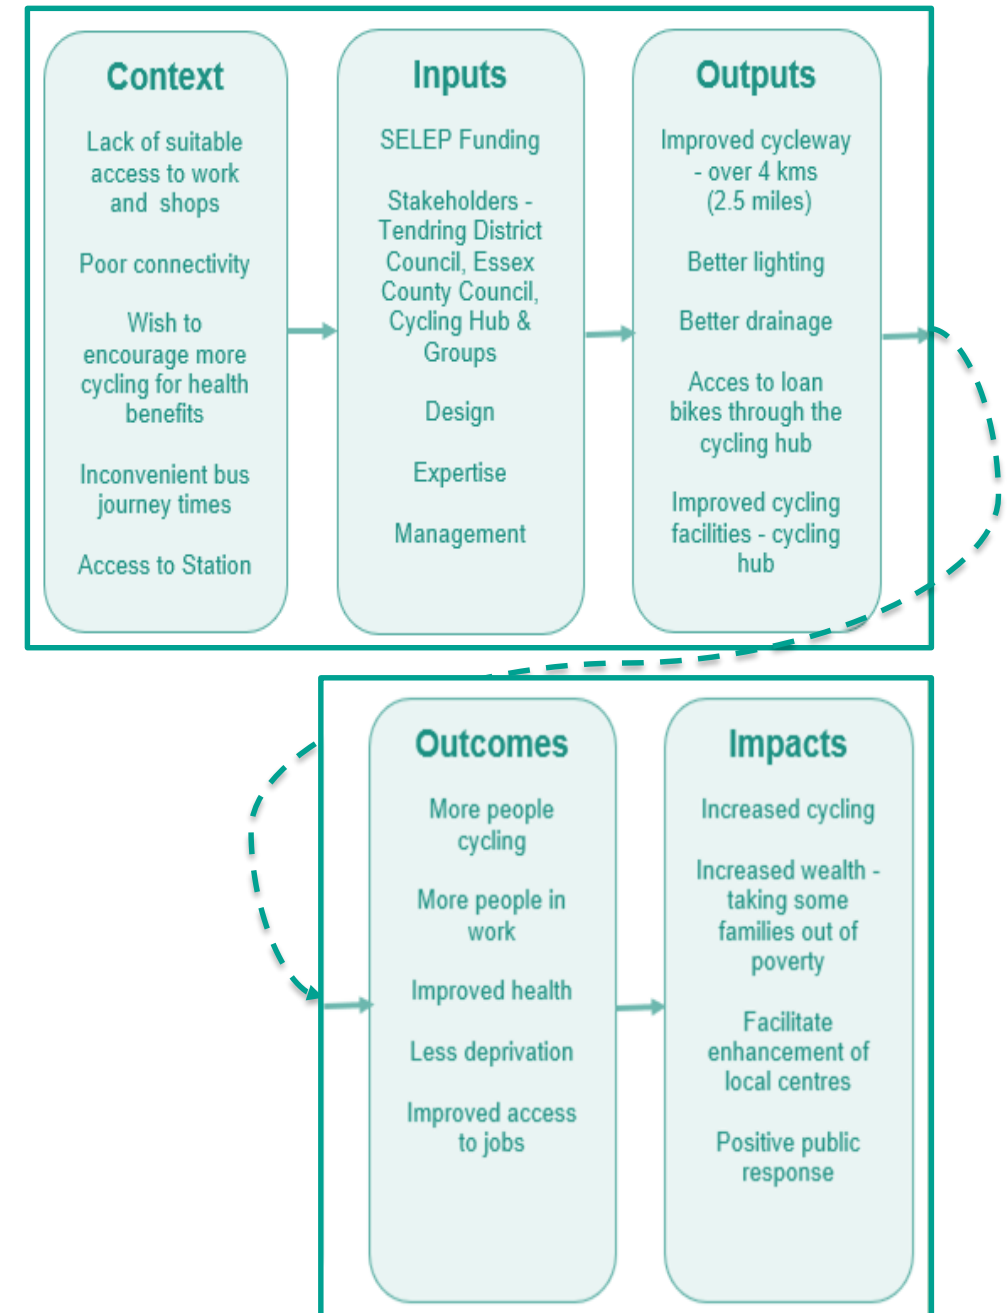 Context
Lack of suitable
access to work
and shops
Poor connectivity
Wish to
encourage more
cycling for health
benefits
Inconvenient bus
journey times
Access to Station
Inputs
SELEP Funding
Stakeholders -
Tendring District
Council, Essex
County Council,
Cycling Hub &
Groups
Design
Expertise
Management
Outputs
Improved cycleway
- over 4 kms
(2.5 miles)
Better lighting
Better drainage
Acces to loan
bikes through the
cycling hub
Improved cycling
facilities - cycling
hub
Outcomes
More people
cycling
More people in
work
Improved health
Less deprivation
Improved access
to jobs
Impacts
Increased cycling
Increased wealth -
taking some
families out of
poverty
Facilitate
enhancement of
local centres
Positive public
response